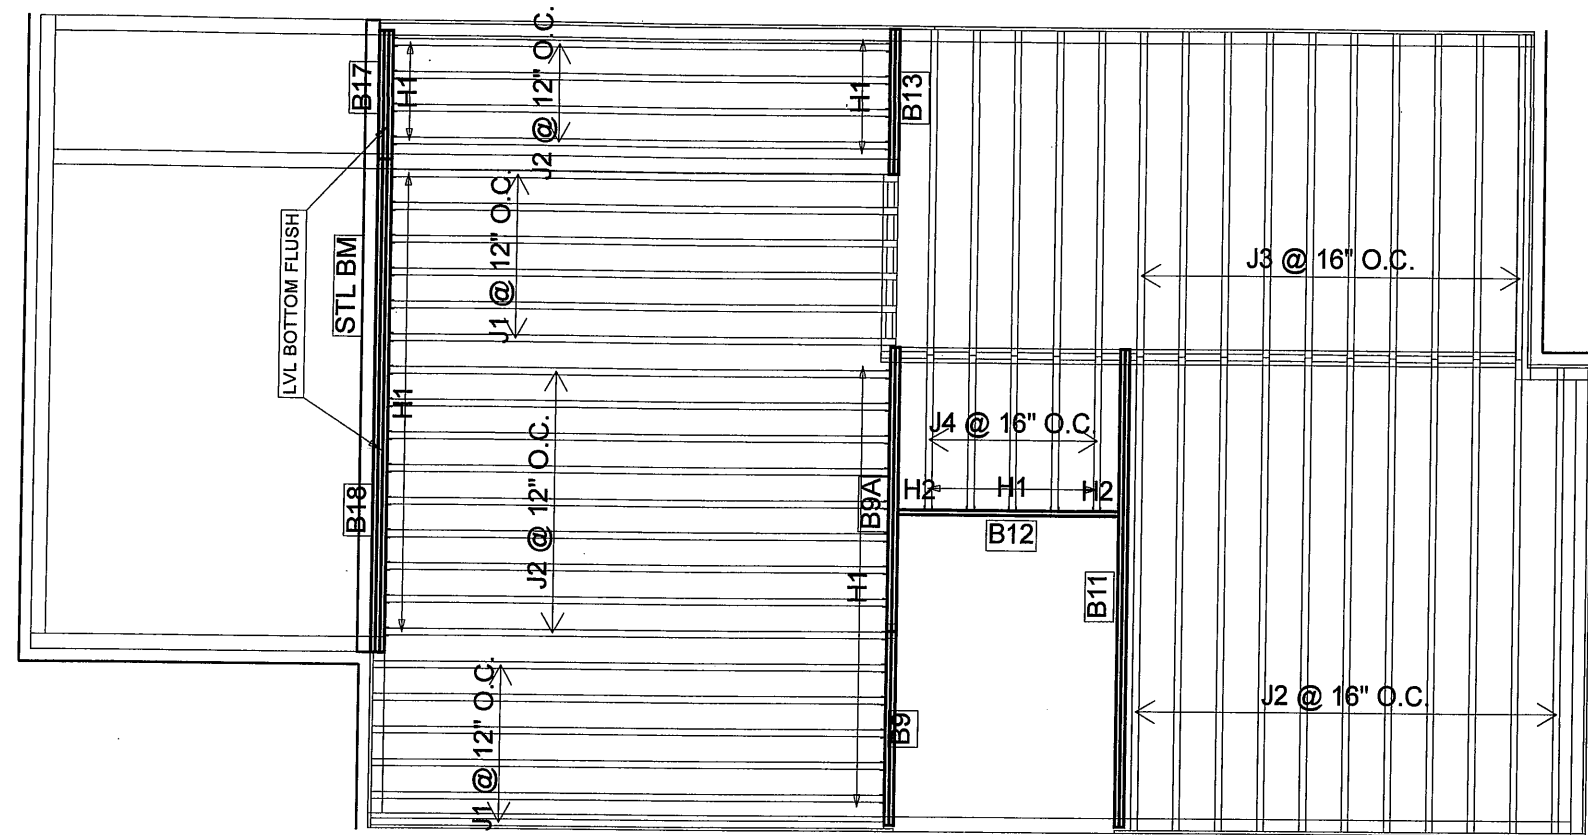 J2 @ 12" O.C.
B17
H1
H1
B13
LVL BOTTOM FLUSH
STL BM
J1 @ 12" O.C.
J3 @ 16" O.C.
H1
J2 @ 12" O.C.
J4 @ 16" O.C.
B18
B9A
H2
H1
H2
B12
H1
B11
J1 @ 12" O.C.
B9
J2 @ 16" O.C.